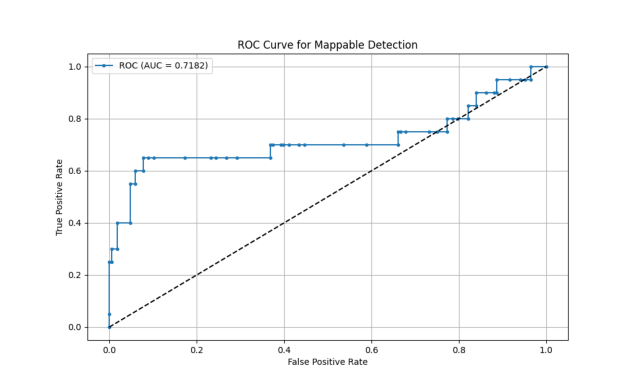 ROC Curve for Mappable Detection
ROC (AUC = 0.7182)
True Positive Rate
1.0
0.8
0.6
0.4
0.2
0.0
0.0 0.2 0.4 0.6 0.8 1.0
False Positive Rate